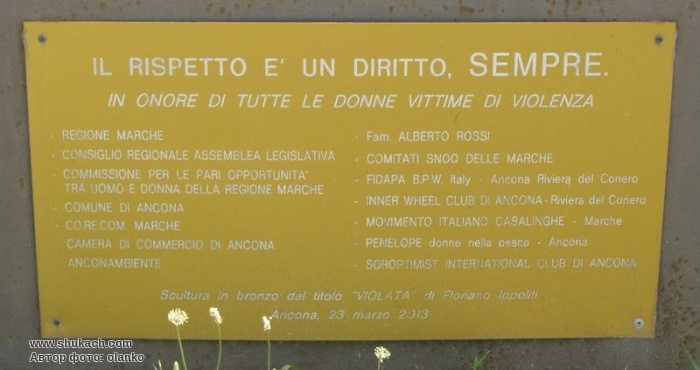 IL RISPETTO E' UN DIRITTO, SEMPRE.
IN ONORE DI TUTTE LE DONNE VITTIME DI VIOLENZA
- REGIONE MARCHE
- CONSIGLIO REGIONALE ASSEMBLEA LEGISLATIVA
- COMMISSIONE PER LE PARI OPPORTUNITA'
TRA UOMO E DONNA DELLA REGIONE MARCHE
- COMUNE DI ANCONA
- CO.RE.COM. MARCHE
- CAMERA DI COMMERCIO DI ANCONA
- ANCONAMBIENTE
- Fam. ALBERTO ROSSI
- COMITATI SNOQ DELLE MARCHE
- FIDAPA B.P.W. Italy - Ancona Riviera del Conero
- INNER WHEEL CLUB DI ANCONA - Riviera del Conero
- MOVIMENTO ITALIANO CASALINGHE - Marche
- PENELOPE donne nella pesca - Ancona
- SOROPTIMIST INTERNATIONAL CLUB DI ANCONA
Scultura in bronzo dal titolo "VIOLATA" di Floriano Ippoliti
Ancona, 23 marzo 2013
www.shukach.com
Автор фото: olanko